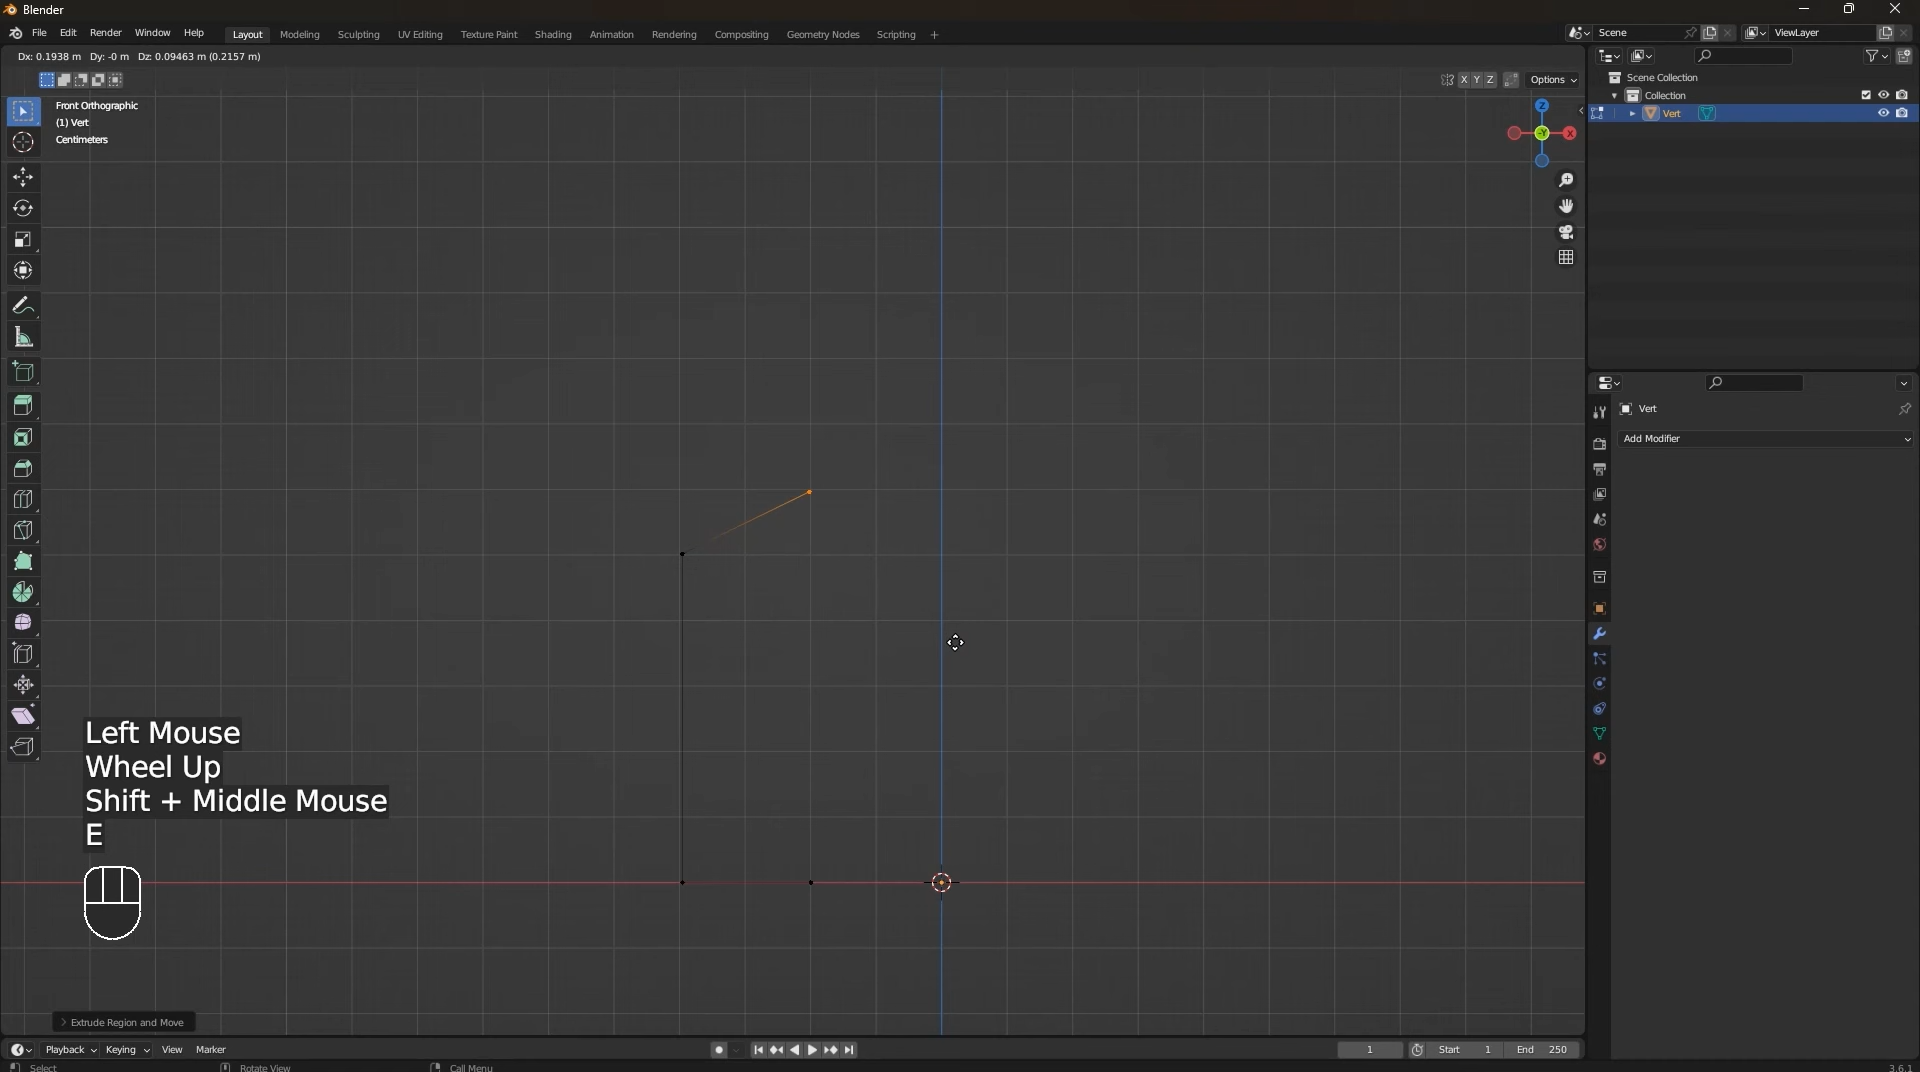 Blender
File Edit Render Window Help Layout Modeling Sculpting UV Editing Texture Paint Shading Animation Rendering Compositing Geometry Nodes Scripting + Scene ViewLayer
Dx: 0.1938 m Dy: -0 m Dz: 0.09463 m (0.2157 m)
X Y Z Options
Front Orthographic
(1) Vert
Centimeters
Z
-Y
X
Scene Collection
Collection
Vert
Vert
Add Modifier
Left Mouse
Wheel Up
Shift + Middle Mouse
E
Extrude Region and Move
Playback Keying View Marker 1 Start 1 End 250
Select Rotate View Call Menu 3.6.1